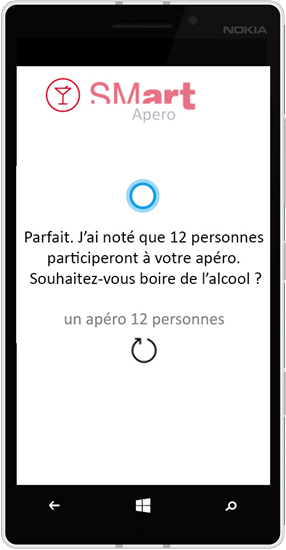 NOKIA
SMart
Apero
Parfait. J’ai noté que 12 personnes
participeront à votre apéro.
Souhaitez-vous boire de l’alcool ?
un apéro 12 personnes